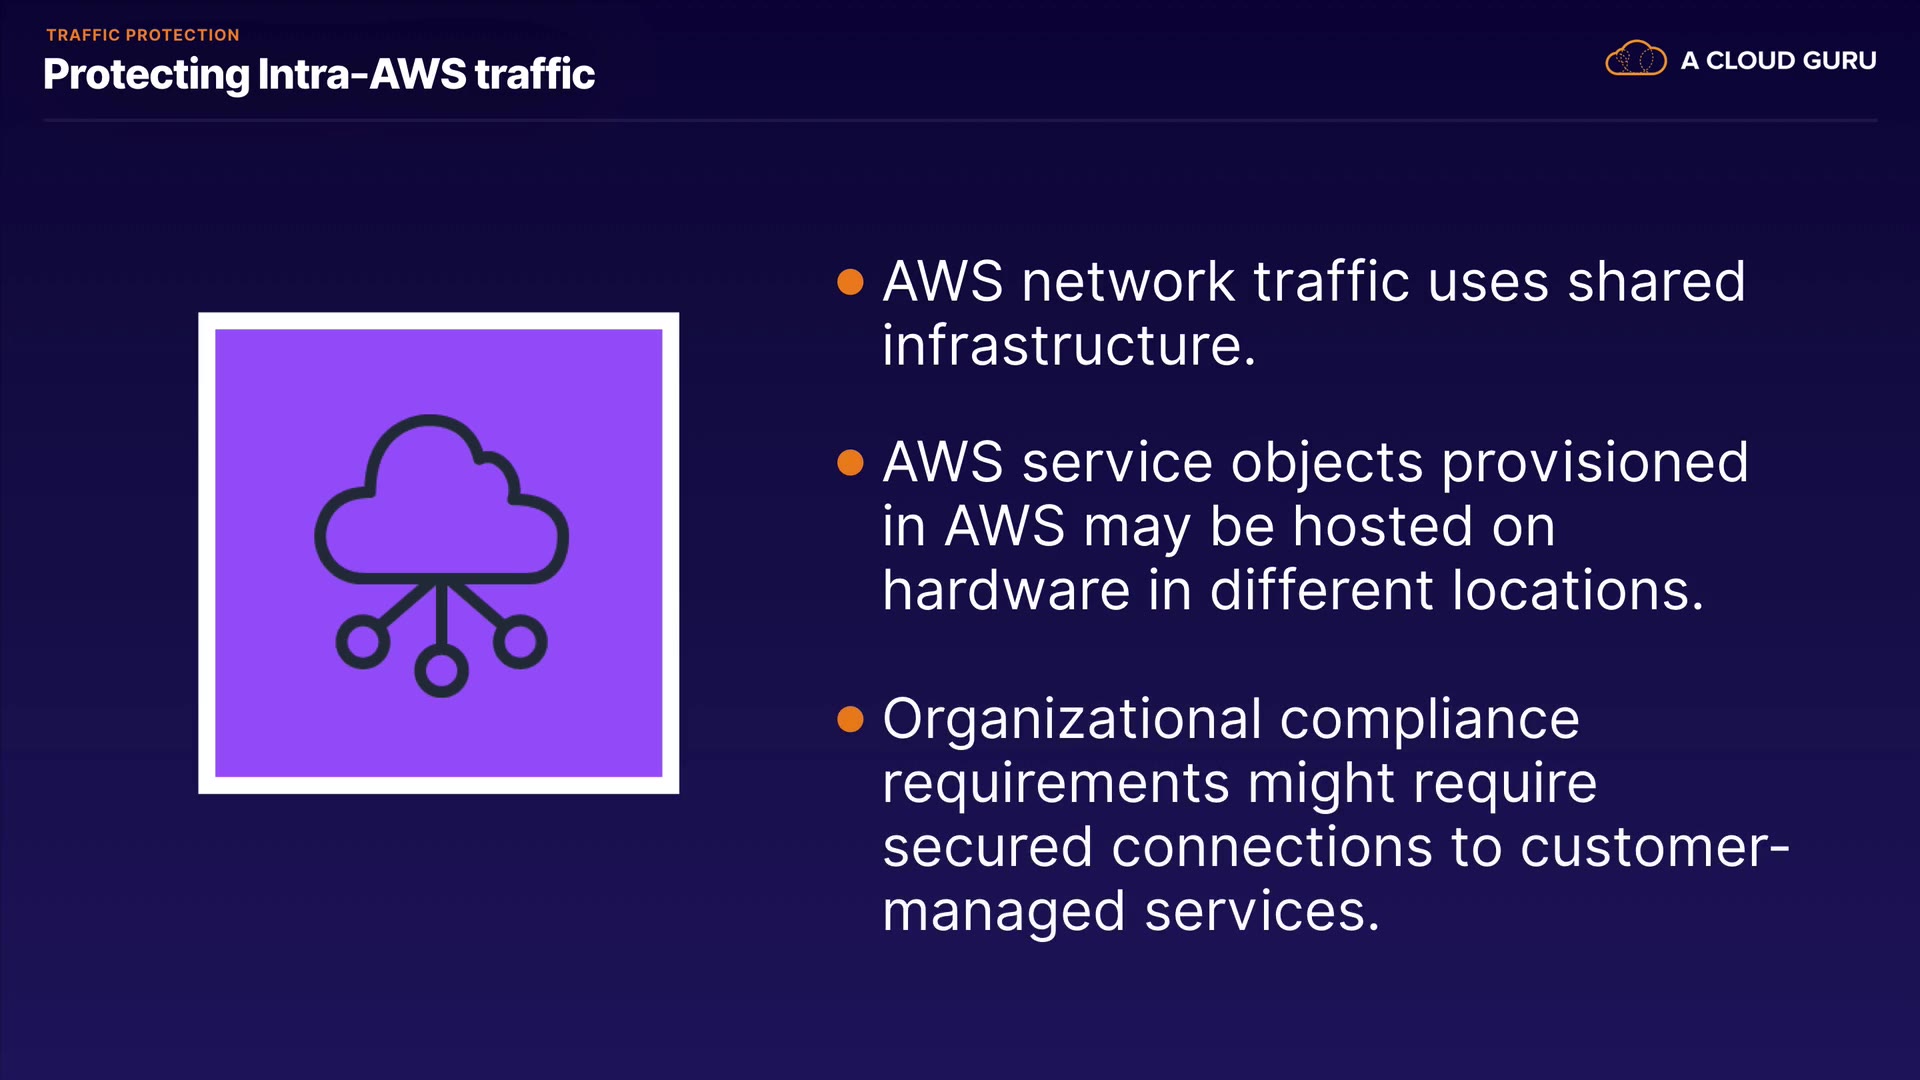 TRAFFIC PROTECTION
Protecting Intra-AWS traffic
A CLOUD GURU
AWS network traffic uses shared
infrastructure.
AWS service objects provisioned
in AWS may be hosted on
hardware in different locations.
Organizational compliance
requirements might require
secured connections to customer-
managed services.